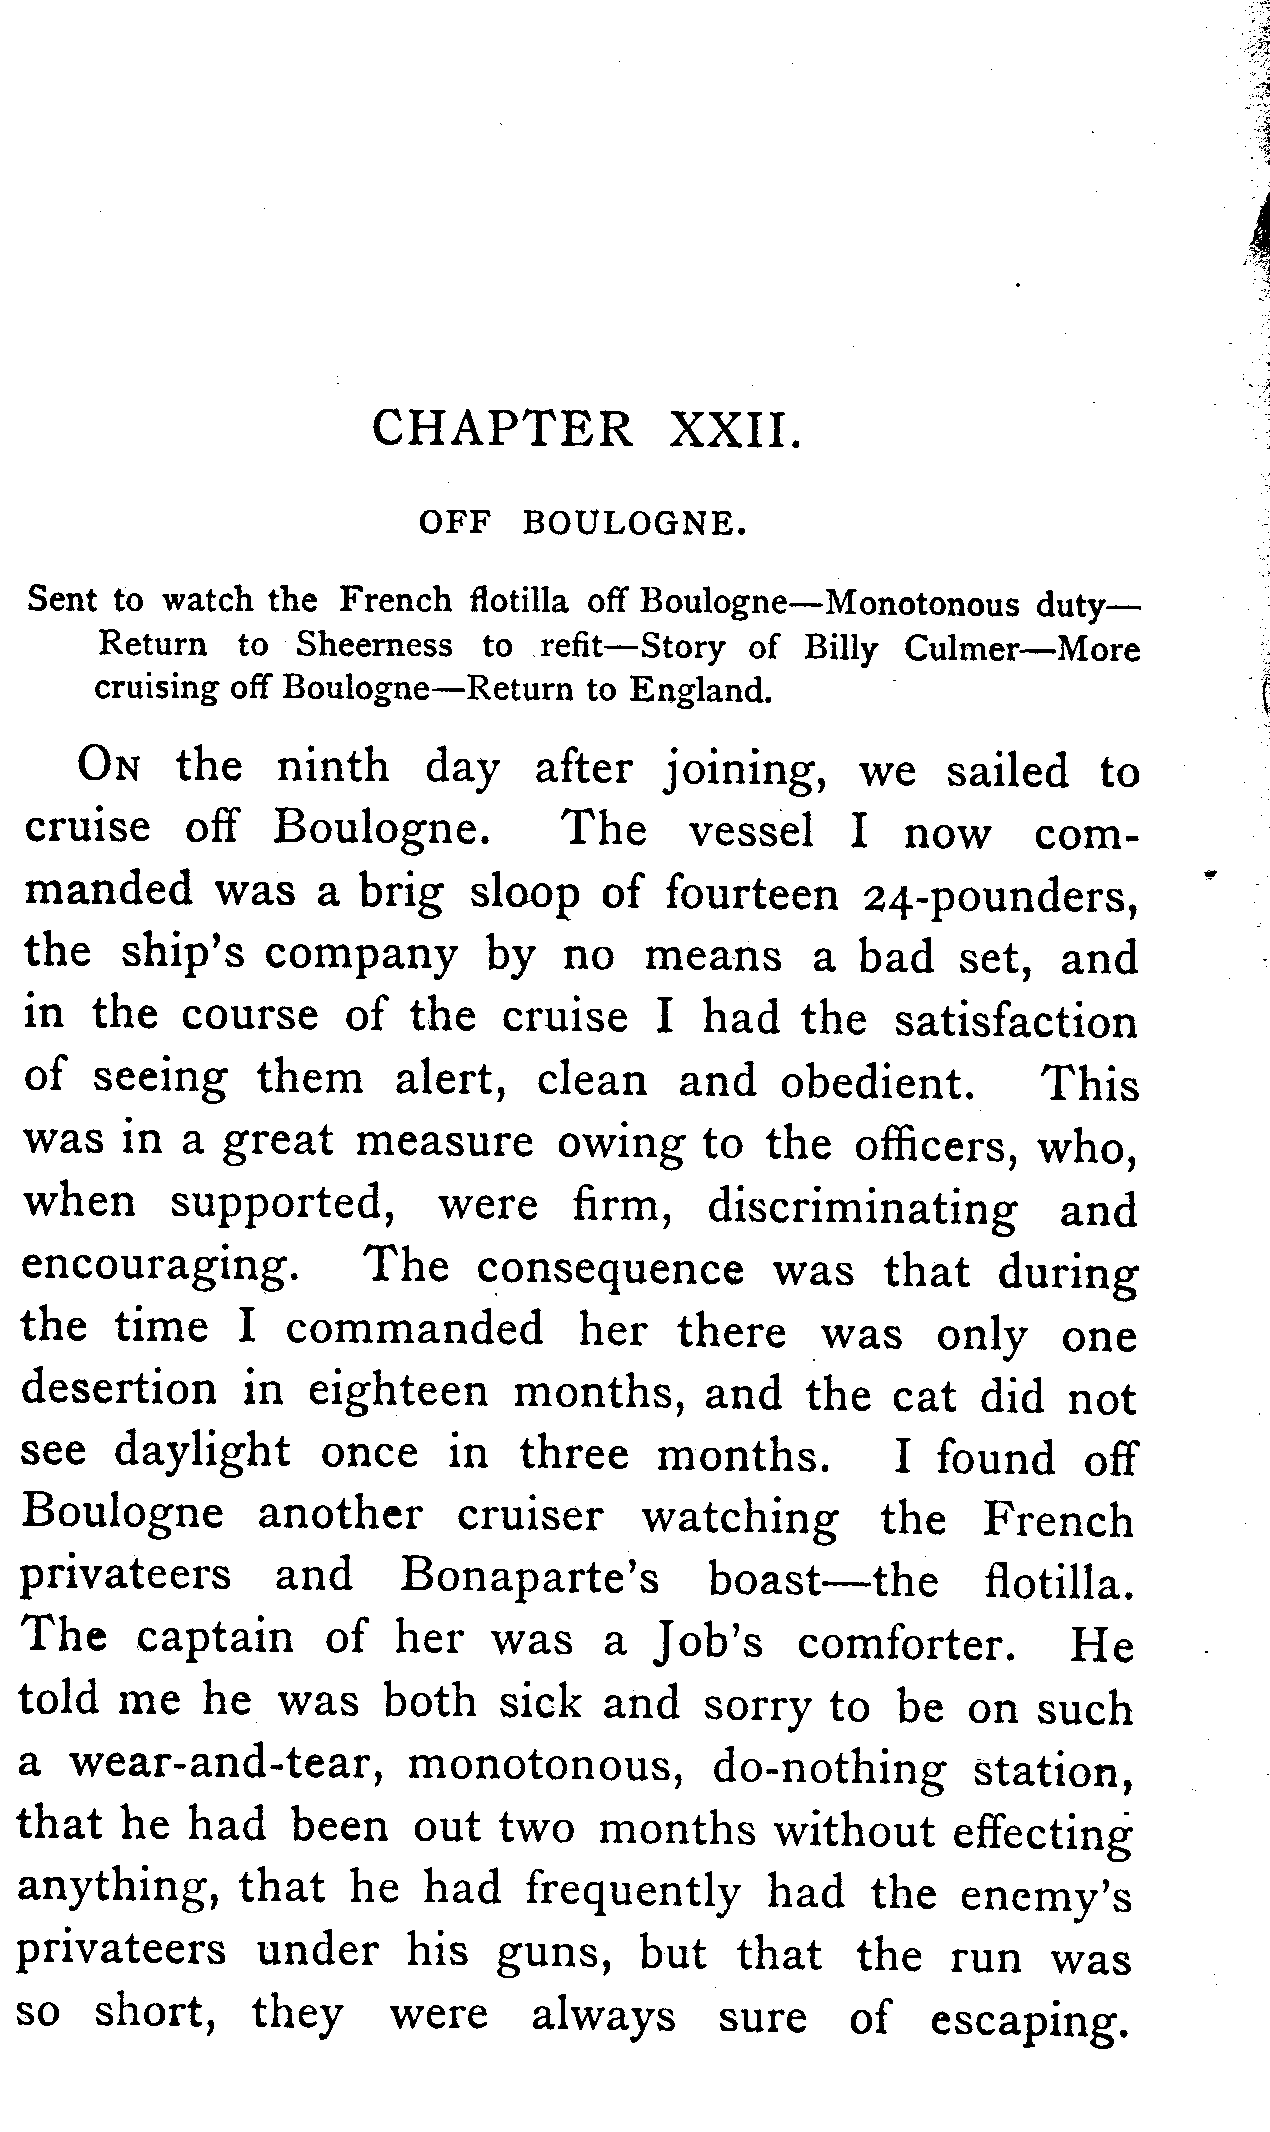 CHAPTER XXII.
OFF BOULOGNE.
Sent to watch the French flotilla off Boulogne—Monotonous duty—
Return to Sheerness to refit—Story of Billy Culmer—More
cruising off Boulogne—Return to England.
On the ninth day after joining, we sailed to
cruise off Boulogne. The vessel I now com-
manded was a brig sloop of fourteen 24-pounders,
the ship's company by no means a bad set, and
in the course of the cruise I had the satisfaction
of seeing them alert, clean and obedient. This
was in a great measure owing to the officers, who,
when supported, were firm, discriminating and
encouraging. The consequence was that during
the time I commanded her there was only one
desertion in eighteen months, and the cat did not
see daylight once in three months. I found off
Boulogne another cruiser watching the French
privateers and Bonaparte's boast—the flotilla.
The captain of her was a Job's comforter. He
told me he was both sick and sorry to be on such
a wear-and-tear, monotonous, do-nothing station,
that he had been out two months without effecting
anything, that he had frequently had the enemy's
privateers under his guns, but that the run was
so short, they were always sure of escaping.